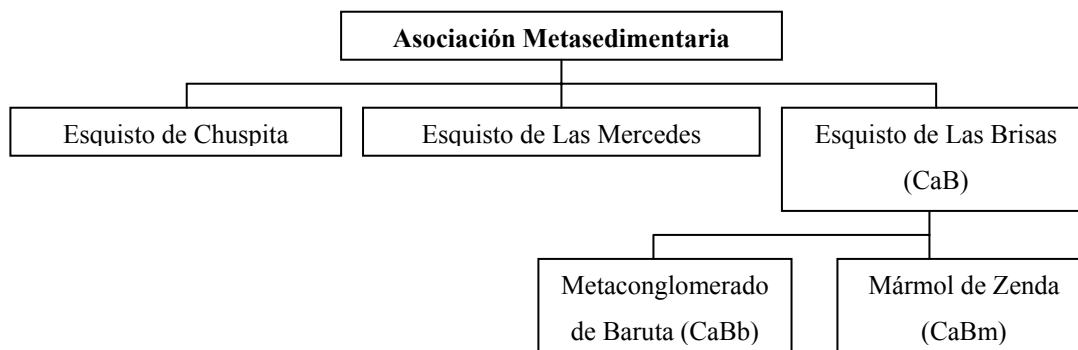 Asociación Metasedimentaria
Esquisto de Chuspita
Esquisto de Las Mercedes
Esquisto de Las Brisas
(CaB)
Metaconglomerado
de Baruta (CaBb)
Mármol de Zenda
(CaBm)